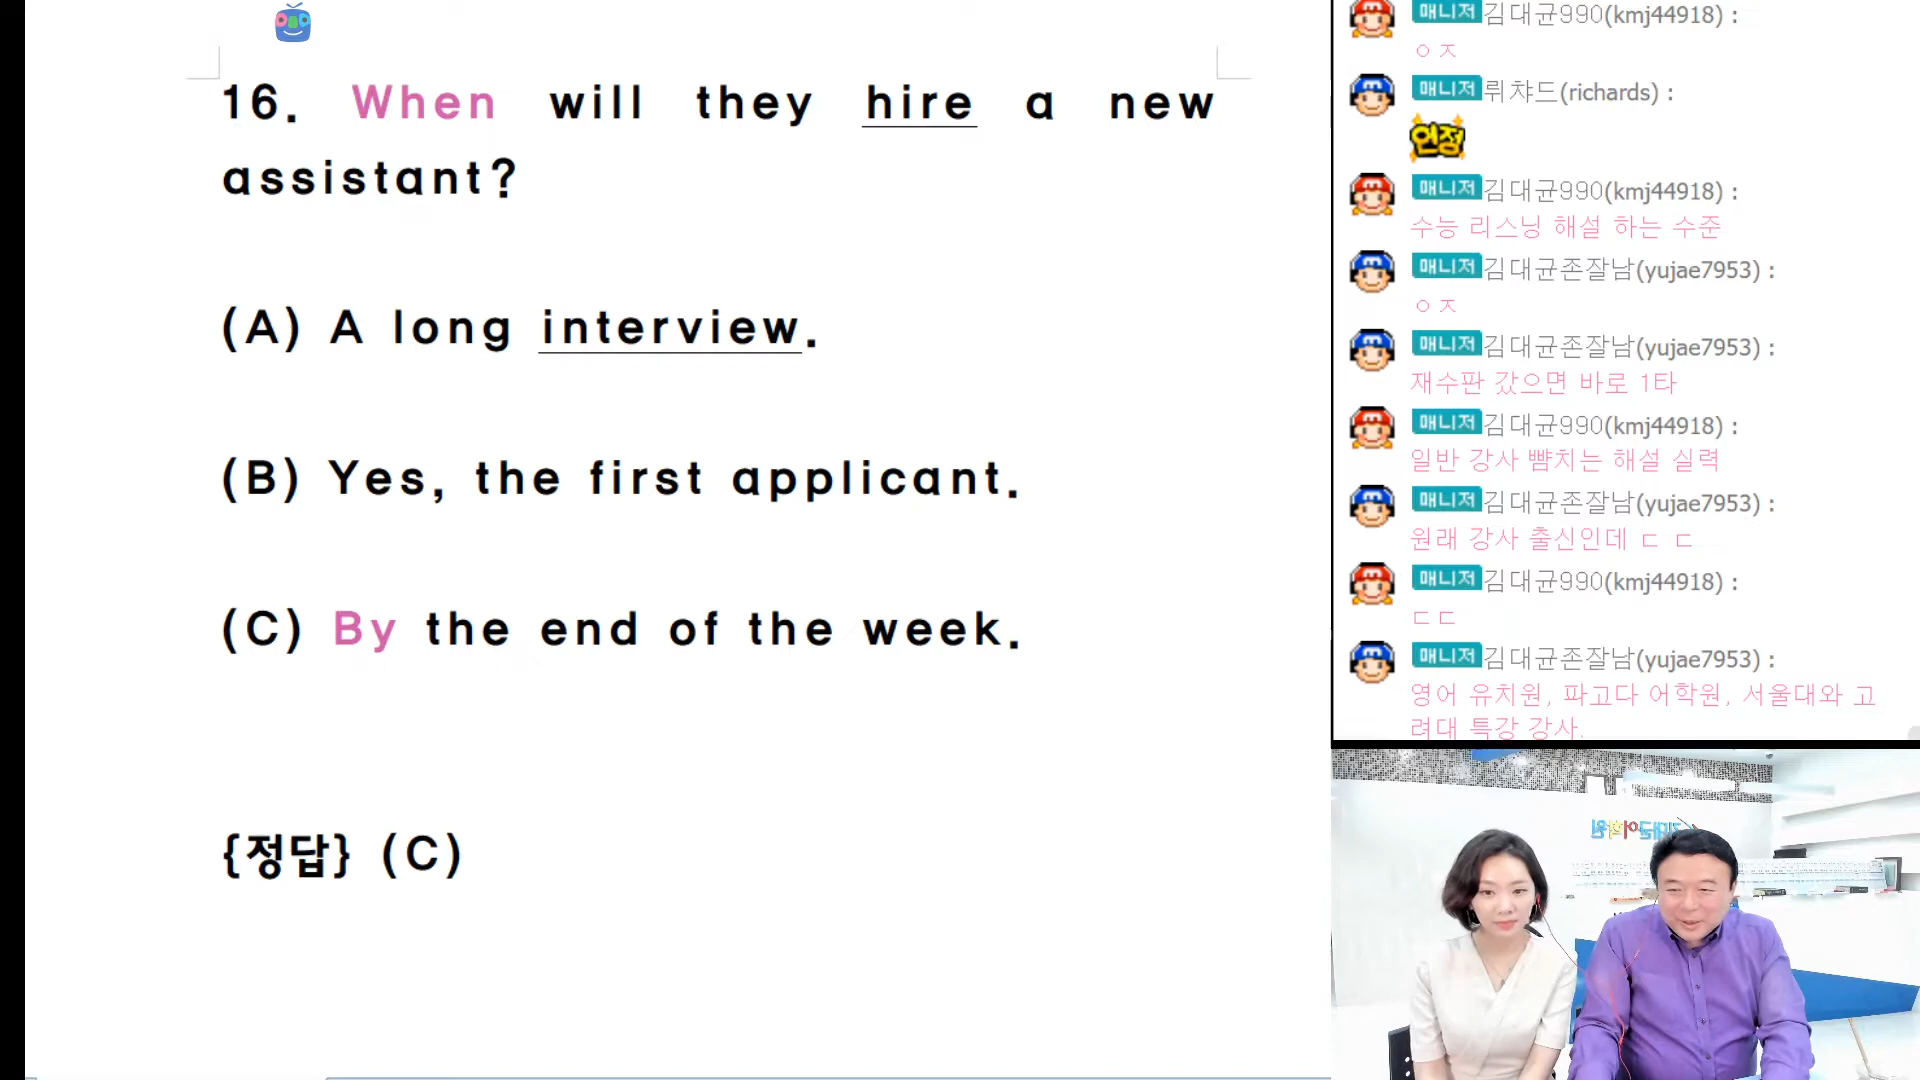 16. When will they hire a new
assistant?
(A) A long interview.
(B) Yes, the first applicant.
(C) By the end of the week.
{정답} (C)
매니저 김대균990(kmj44918) :
ㅇㅈ
매니저 뤼챠드(richards) :
인정
매니저 김대균990(kmj44918) :
수능 리스닝 해설 하는 수준
매니저 김대균존잘남(yujae7953) :
ㅇㅈ
매니저 김대균존잘남(yujae7953) :
재수판 갔으면 바로 1타
매니저 김대균990(kmj44918) :
일반 강사 뺨치는 해설 실력
매니저 김대균존잘남(yujae7953) :
원래 강사 출신인데 ㄷ ㄷ
매니저 김대균990(kmj44918) :
ㄷㄷ
매니저 김대균존잘남(yujae7953) :
영어 유치원, 파고다 어학원, 서울대와 고
려대 특강 강사.
김대균어학원